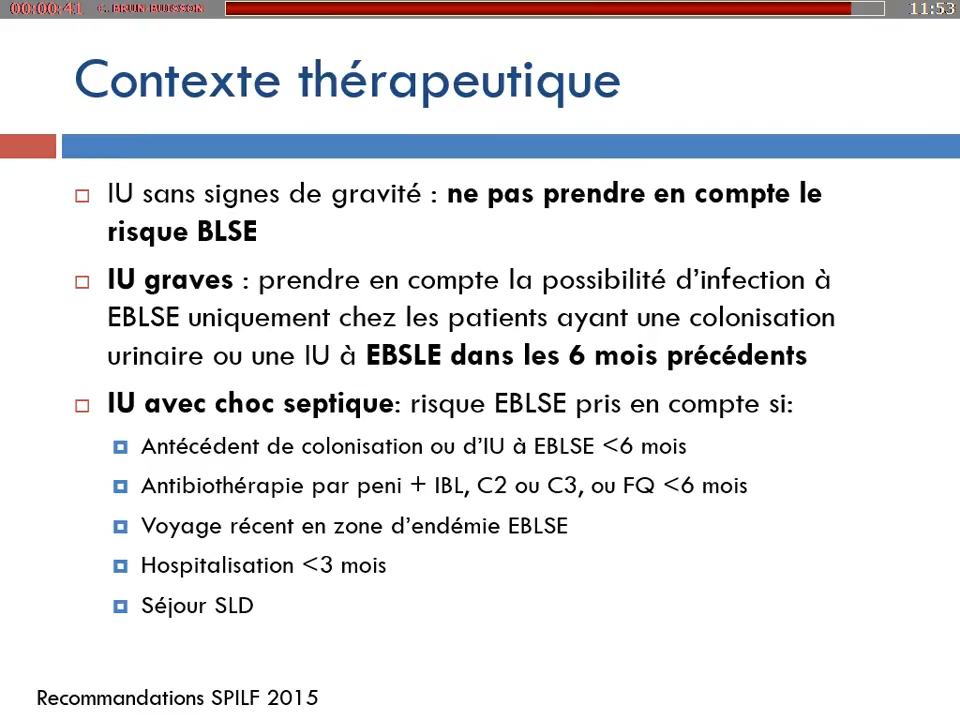 00:00:41 C. BRUN BUISSON 11:53
Contexte thérapeutique
IU sans signes de gravité : ne pas prendre en compte le
risque BLSE
IU graves : prendre en compte la possibilité d'infection à
EBLSE uniquement chez les patients ayant une colonisation
urinaire ou une IU à EBSLE dans les 6 mois précédents
IU avec choc septique: risque EBLSE pris en compte si:
Antécédent de colonisation ou d'IU à EBLSE <6 mois
Antibiothérapie par peni + IBL, C2 ou C3, ou FQ <6 mois
Voyage récent en zone d'endémie EBLSE
Hospitalisation <3 mois
Séjour SLD
Recommandations SPILF 2015